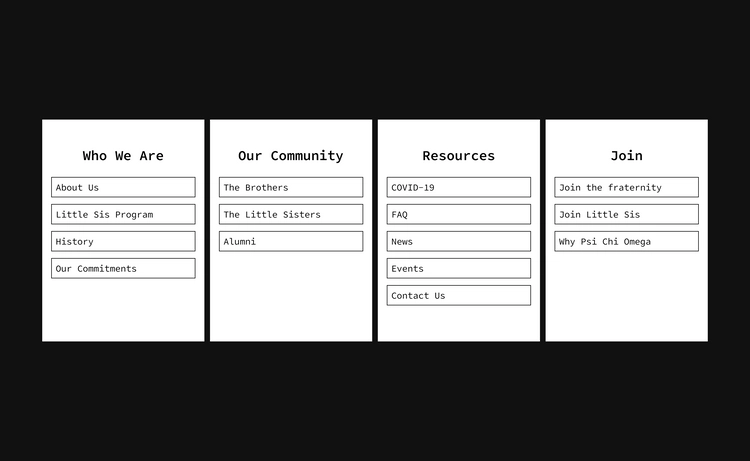 Who We Are
About Us
Little Sis Program
History
Our Commitments
Our Community
The Brothers
The Little Sisters
Alumni
Resources
COVID-19
FAQ
News
Events
Contact Us
Join
Join the fraternity
Join Little Sis
Why Psi Chi Omega